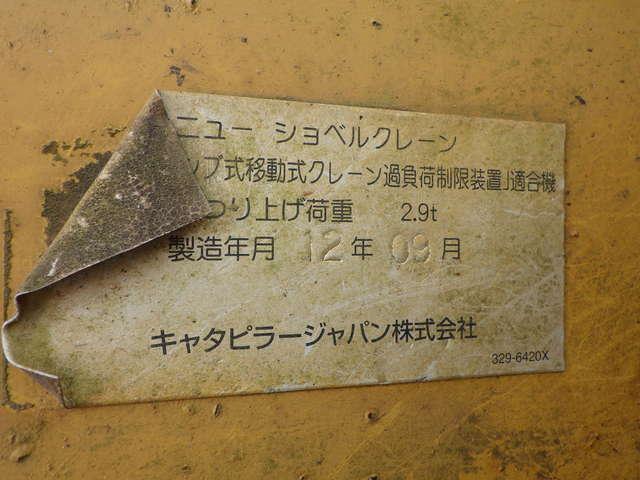 ニュー ショベルクレーン
ップ式移動式クレーン過負荷制限装置」適合機
つり上げ荷重 2.9t
製造年月 12年 09月
キャタピラージャパン株式会社
329-6420X